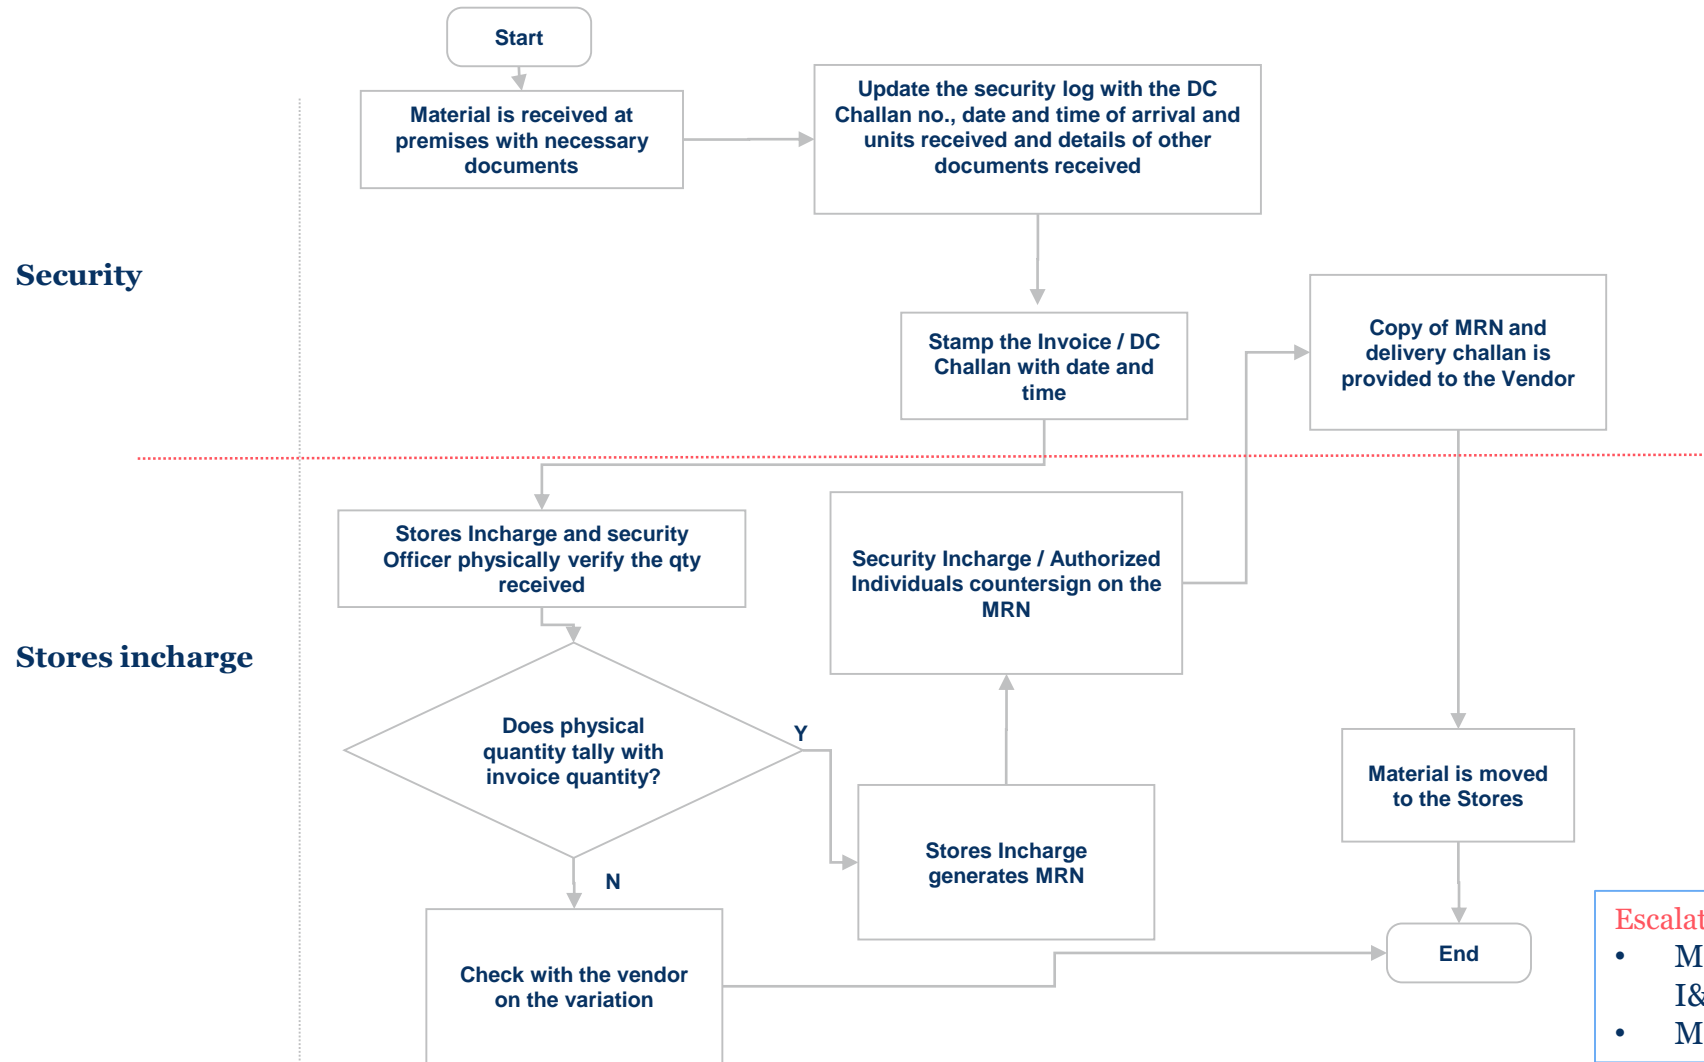 Start
Material is received at
premises with necessary
documents
Update the security log with the DC
Challan no., date and time of arrival and
units received and details of other
documents received
Security
Stamp the Invoice / DC
Challan with date and
time
Copy of MRN and
delivery challan is
provided to the Vendor
Stores Incharge and security
Officer physically verify the qty
received
Security Incharge / Authorized
Individuals countersign on the
MRN
Stores incharge
Does physical
quantity tally with
invoice quantity?
Y
N
Stores Incharge
generates MRN
Material is moved
to the Stores
Check with the vendor
on the variation
End